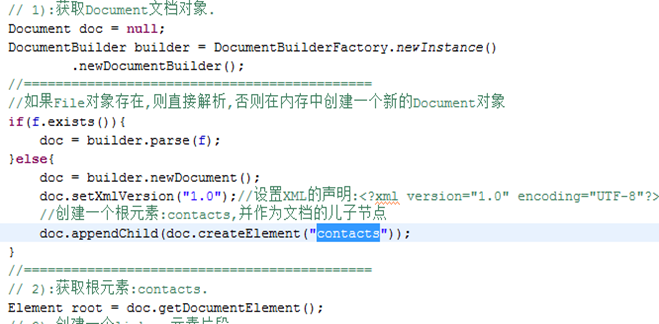 // 1):获取Document文档对象.
Document doc = null;
DocumentBuilder builder = DocumentBuilderFactory.newInstance()
.newDocumentBuilder();
//===========================================
//如果File对象存在,则直接解析,否则在内存中创建一个新的Document对象
if(f.exists()){
doc = builder.parse(f);
}else{
doc = builder.newDocument();
doc.setXmlVersion("1.0");//设置XML的声明:<?xml version="1.0" encoding="UTF-8"?>
//创建一个根元素:contacts,并作为文档的儿子节点
doc.appendChild(doc.createElement("contacts"));
}
//===========================================
// 2):获取根元素:contacts.
Element root = doc.getDocumentElement();